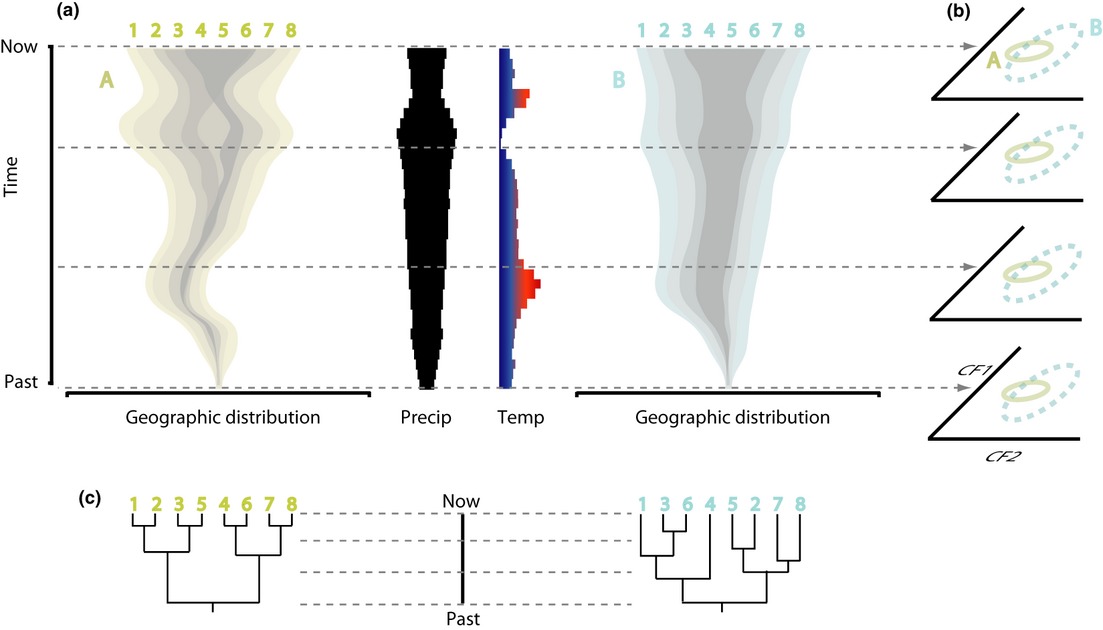 (a)
1 2 3 4 5 6 7 8
1 2 3 4 5 6 7 8
(b)
Now
A
B
A
B
Time
Past
Geographic distribution
Precip
Temp
Geographic distribution
CF1
CF2
(c)
1 2 3 5 4 6 7 8
Now
1 3 6 4 5 2 7 8
Past